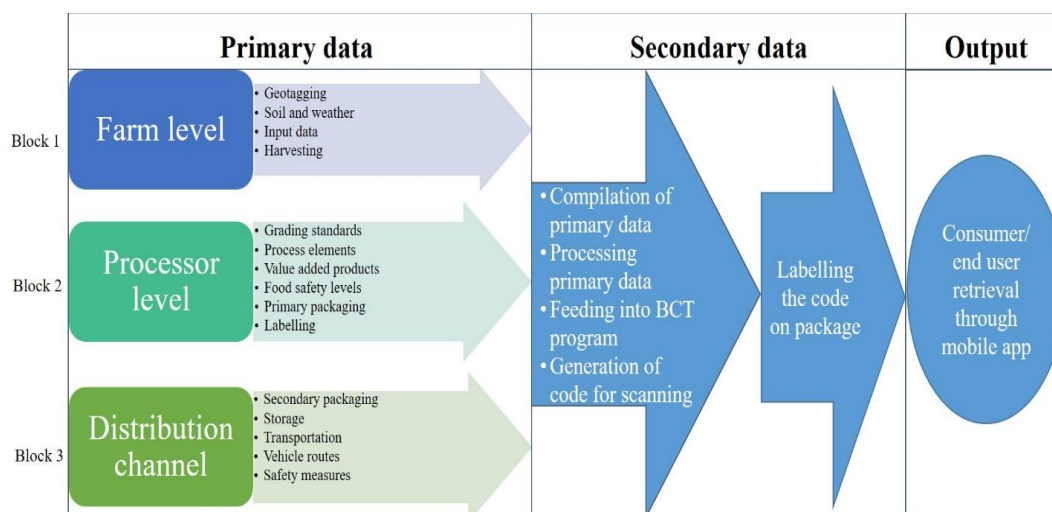 Primary data
Secondary data
Output
Block 1
Farm level
• Geotagging
• Soil and weather
• Input data
• Harvesting
Block 2
Processor
level
• Grading standards
• Process elements
• Value added products
• Food safety levels
• Primary packaging
• Labelling
Block 3
Distribution
channel
• Secondary packaging
• Storage
• Transportation
• Vehicle routes
• Safety measures
• Compilation of
primary data
• Processing
primary data
• Feeding into BCT
program
• Generation of
code for scanning
Labelling
the code
on package
Consumer/
end user
retrieval
through
mobile app